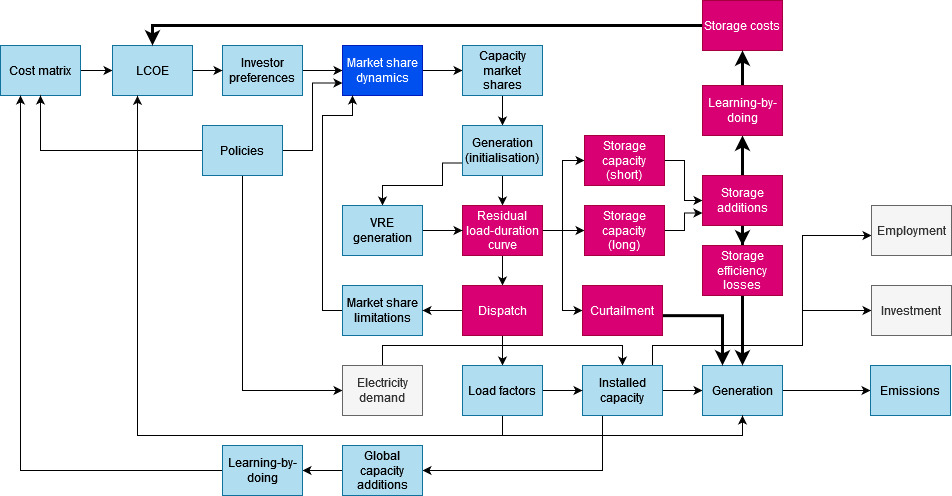 Storage costs
Cost matrix
LCOE
Investor
preferences
Market share
dynamics
Capacity
market
shares
Learning-by-
doing
Policies
Generation
(initialisation)
Storage
capacity
(short)
Storage
additions
VRE
generation
Residual
load-duration
curve
Storage
capacity
(long)
Employment
Storage
efficiency
losses
Market share
limitations
Dispatch
Curtailment
Investment
Electricity
demand
Load factors
Installed
capacity
Generation
Emissions
Learning-by-
doing
Global
capacity
additions